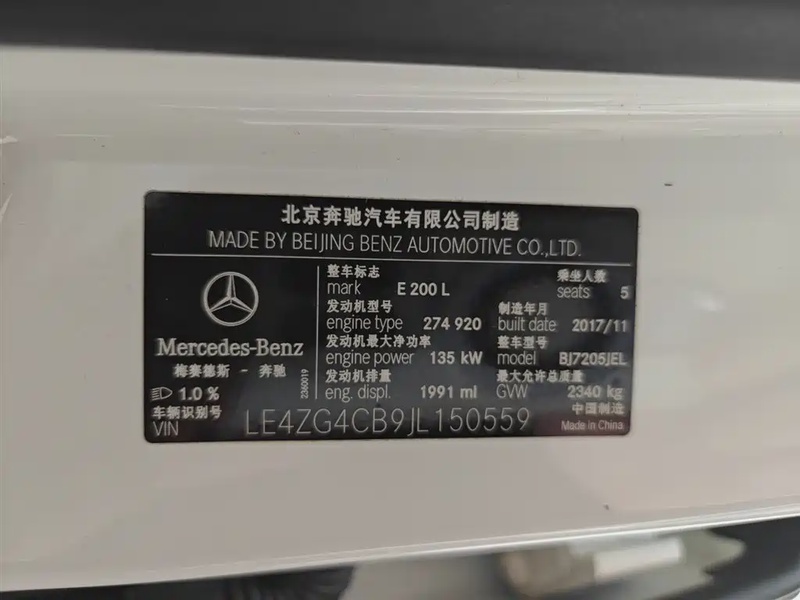 北京奔驰汽车有限公司制造
MADE BY BEIJING BENZ AUTOMOTIVE CO.,LTD.
Mercedes-Benz
梅赛德斯 - 奔驰
1.0 %
2360019
整车标志
mark E 200 L
乘坐人数
seats 5
发动机型号
engine type 274 920
制造年月
built date 2017/11
发动机最大净功率
engine power 135 kW
整车型号
model BJ7205JEL
发动机排量
eng. displ. 1991 ml
最大允许总质量
GVW 2340 kg
车辆识别号
VIN LE4ZG4CB9JL150559
中国制造
Made in China